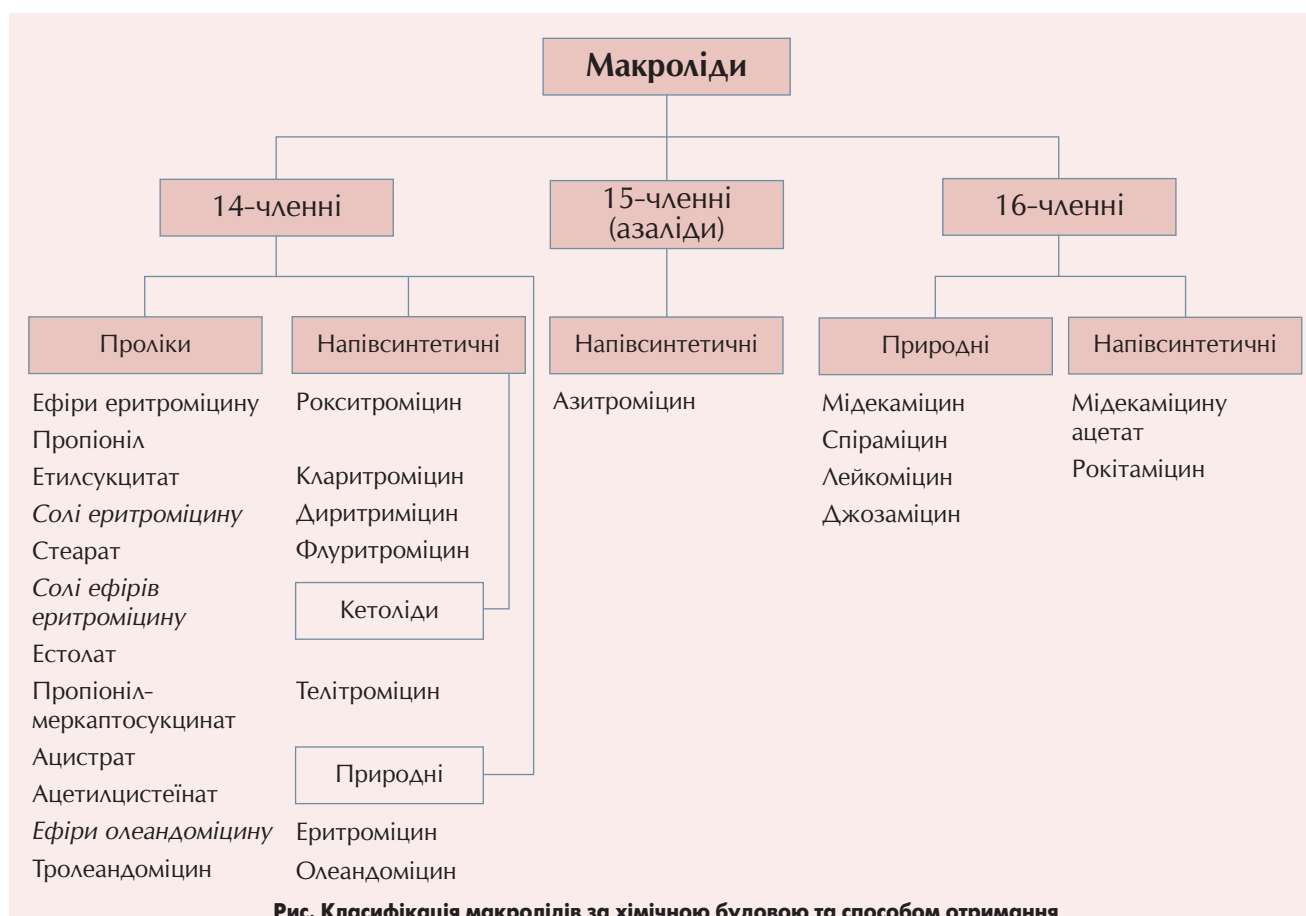 Макроліди
14-членні
15-членні
(азаліди)
16-членні
Проліки
Ефіри еритроміцину
Пропіоніл
Етилсукцитат
Солі еритроміцину
Стеарат
Солі ефірів
еритроміцину
Естолат
Пропіоніл-
меркаптосукцинат
Ацистрат
Ацетилцистеїнат
Ефіри олеандоміцину
Тролеандоміцин
Напівсинтетичні
Рокситроміцин
Кларитроміцин
Диритриміцин
Флуритроміцин
Кетоліди
Телітроміцин
Природні
Еритроміцин
Олеандоміцин
Напівсинтетичні
Азитроміцин
Природні
Мідекаміцин
Спіраміцин
Лейкоміцин
Джозаміцин
Напівсинтетичні
Мідекаміцину
ацетат
Рокітаміцин
Рис. Класифікація макролідів за хімічною будовою та способом отримання